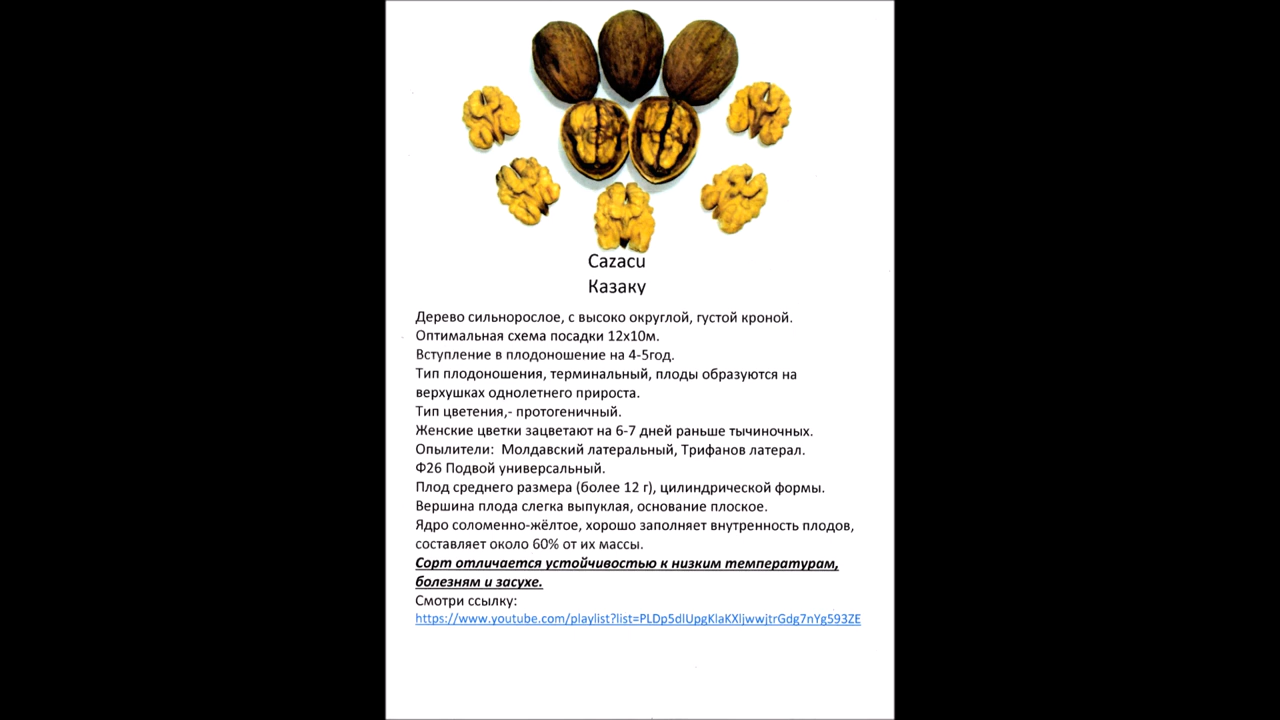 Cazacu
Казаку
Дерево сильнорослое, с высоко округлой, густой кроной.
Оптимальная схема посадки 12х10м.
Вступление в плодоношение на 4-5год.
Тип плодоношения, терминальный, плоды образуются на
верхушках однолетнего прироста.
Тип цветения,- протогеничный.
Женские цветки зацветают на 6-7 дней раньше тычиночных.
Опылители:  Молдавский латеральный, Трифанов латерал.
Ф26 Подвой универсальный.
Плод среднего размера (более 12 г), цилиндрической формы.
Вершина плода слегка выпуклая, основание плоское.
Ядро соломенно-жёлтое, хорошо заполняет внутренность плодов,
составляет около 60% от их массы.
Сорт отличается устойчивостью к низким температурам,
болезням и засухе.
Смотри ссылку:
https://www.youtube.com/playlist?list=PLDp5dlUpgKlaKXljwwjtrGdg7nYg593ZE